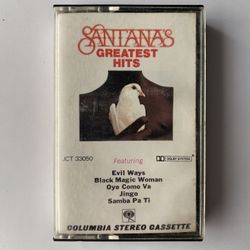 SANTANA'S
GREATEST
HITS
JCT 33050
DOLBY SYSTEM
Featuring
Evil Ways
Black Magic Woman
Oye Como Va
Jingo
Samba Pa Ti
COLUMBIA STEREO CASSETTE